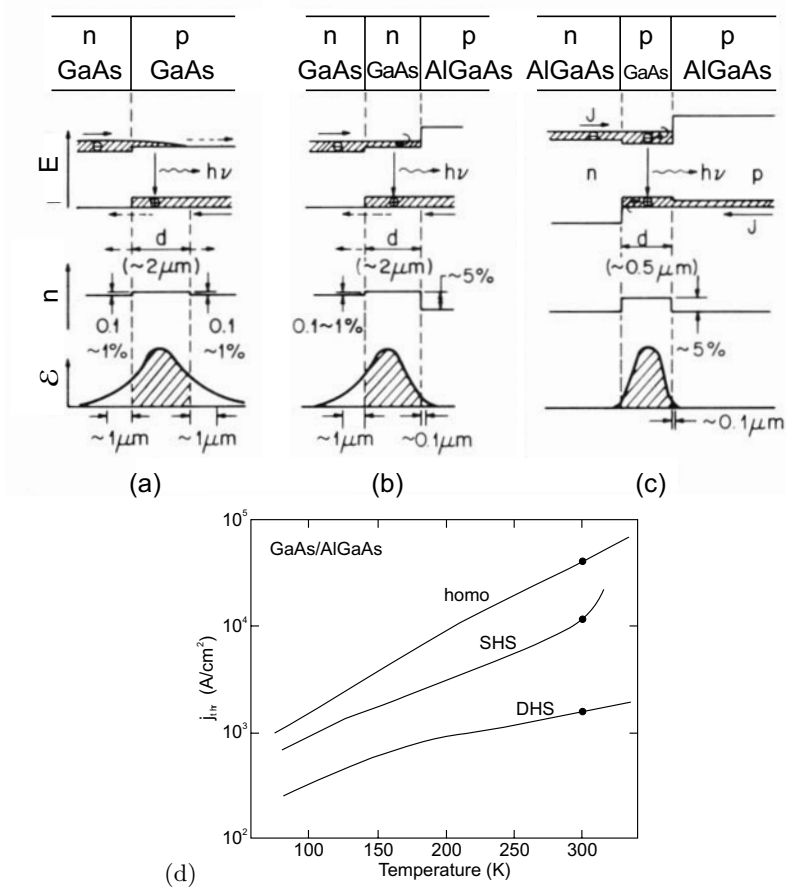 n p n n p n p p
GaAs GaAs GaAs GaAs AlGaAs AlGaAs GaAs AlGaAs
J
E hν hν n hν p
J
d d d
(~2μm) (~2μm) (~0.5μm)
n ~5%
0.1 0.1 0.1~1%
~1% ~1% ~5%
ℰ
~1μm ~1μm ~1μm ~0.1μm ~0.1μm
(a) (b) (c)
10⁵
GaAs/AlGaAs
homo
10⁴
SHS
j_thr (A/cm²)
DHS
10³
10²
100 150 200 250 300
Temperature (K)
(d)